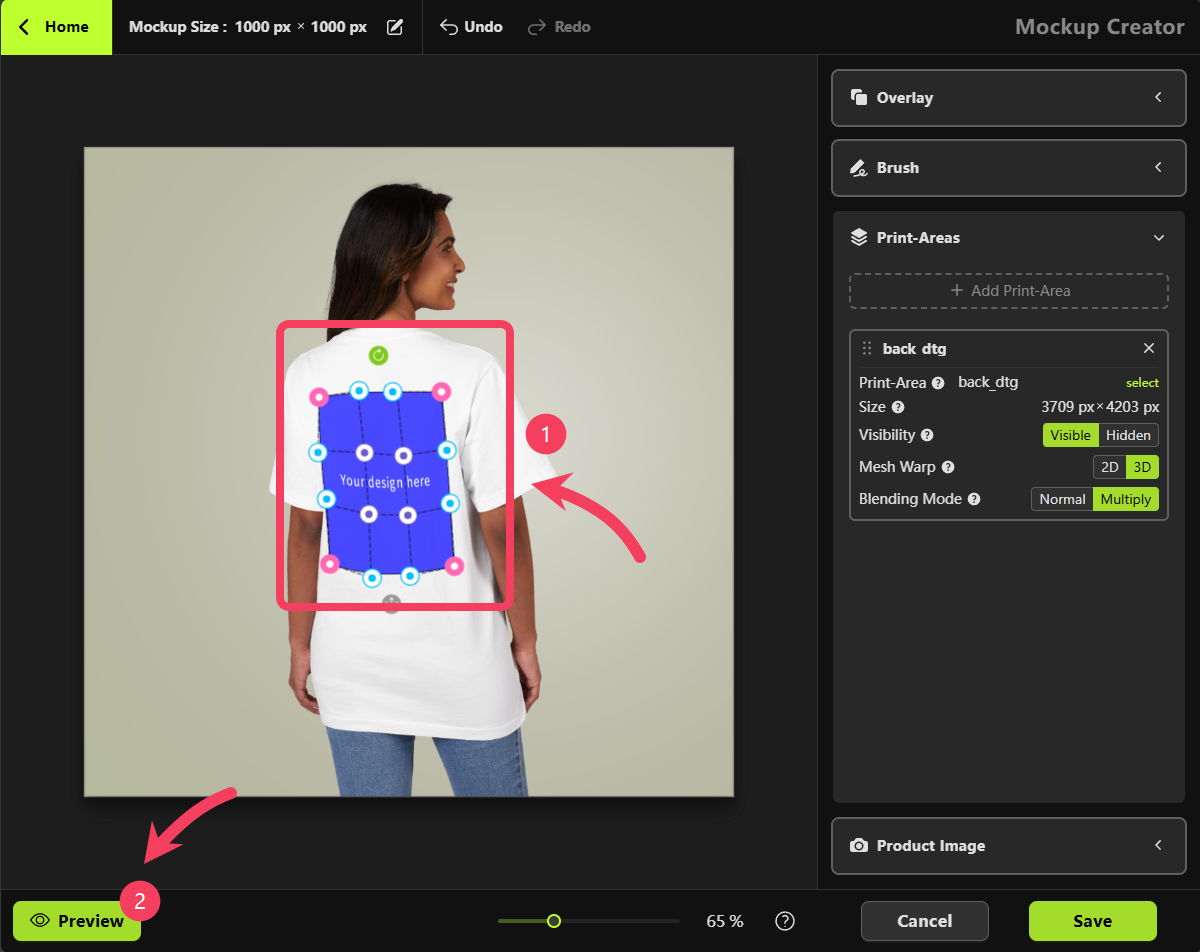 Home
Mockup Size : 1000 px × 1000 px
Undo
Redo
Mockup Creator
Overlay
Brush
Print-Areas
+ Add Print-Area
back dtg
Print-Area ? back_dtg select
Size ? 3709 px×4203 px
Visibility ? Visible Hidden
Mesh Warp ? 2D 3D
Blending Mode ? Normal Multiply
1
Your design here
Product Image
2
Preview
65 %
?
Cancel
Save